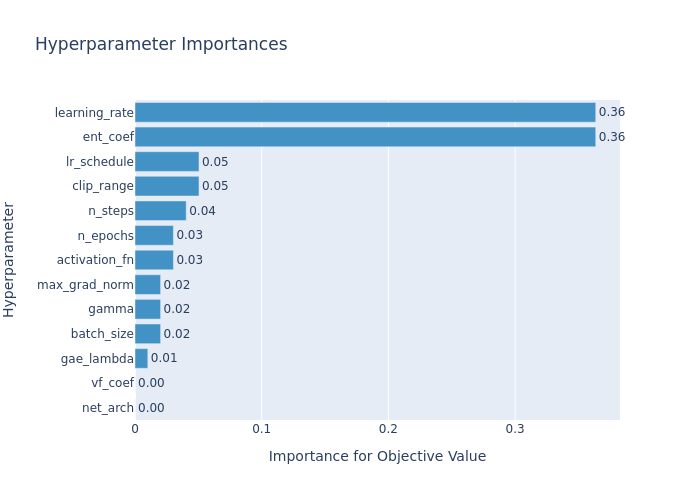 Hyperparameter Importances
Hyperparameter
learning_rate 0.36
ent_coef 0.36
lr_schedule 0.05
clip_range 0.05
n_steps 0.04
n_epochs 0.03
activation_fn 0.03
max_grad_norm 0.02
gamma 0.02
batch_size 0.02
gae_lambda 0.01
vf_coef 0.00
net_arch 0.00
0 0.1 0.2 0.3
Importance for Objective Value